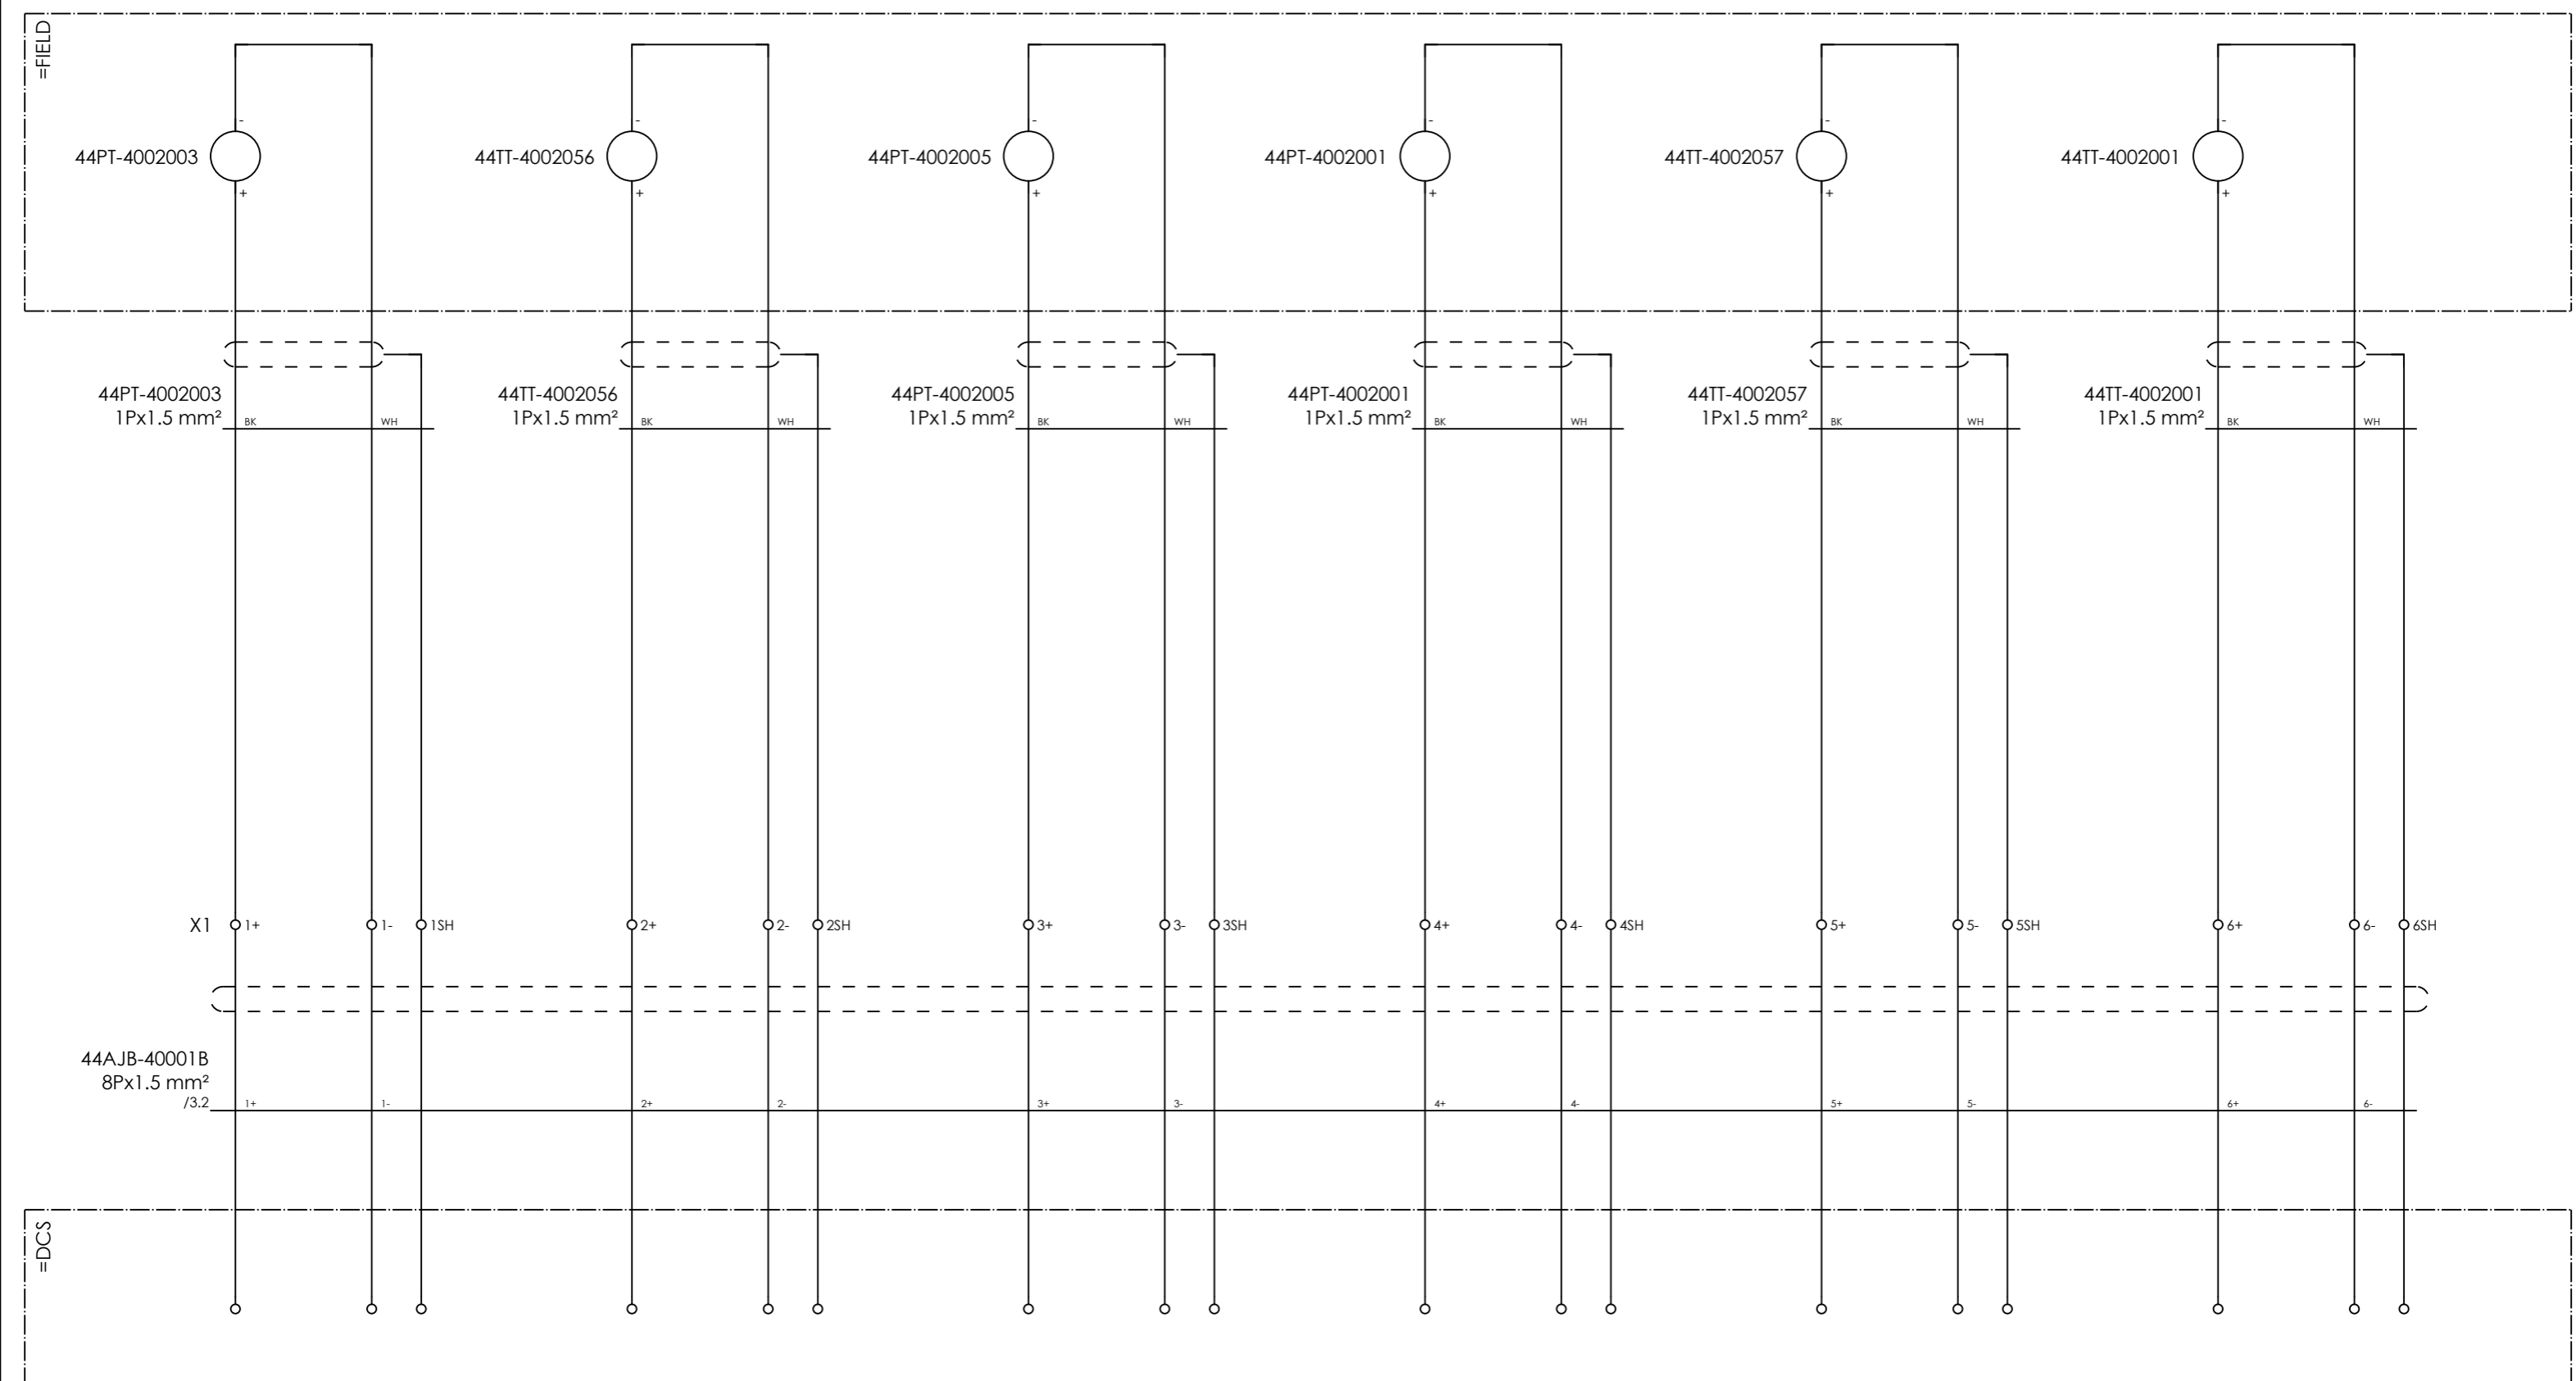 =FIELD
- - - - - -
44PT-4002003 44TT-4002056 44PT-4002005 44PT-4002001 44TT-4002057 44TT-4002001
+ + + + + +
44PT-4002003 44TT-4002056 44PT-4002005 44PT-4002001 44TT-4002057 44TT-4002001
1Px1.5 mm² BK WH 1Px1.5 mm² BK WH 1Px1.5 mm² BK WH 1Px1.5 mm² BK WH 1Px1.5 mm² BK WH 1Px1.5 mm² BK WH
X1 1+ 1- 1SH 2+ 2- 2SH 3+ 3- 3SH 4+ 4- 4SH 5+ 5- 5SH 6+ 6- 6SH
44AJB-40001B
8Px1.5 mm²
/3.2 1+ 1- 2+ 2- 3+ 3- 4+ 4- 5+ 5- 6+ 6-
=DCS